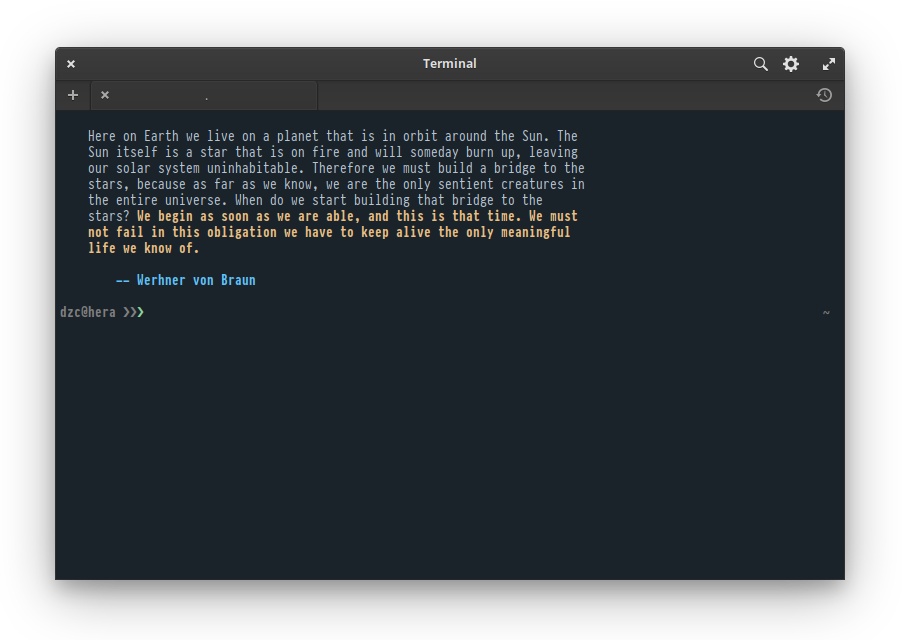 Terminal
.
Here on Earth we live on a planet that is in orbit around the Sun. The
Sun itself is a star that is on fire and will someday burn up, leaving
our solar system uninhabitable. Therefore we must build a bridge to the
stars, because as far as we know, we are the only sentient creatures in
the entire universe. When do we start building that bridge to the
stars? We begin as soon as we are able, and this is that time. We must
not fail in this obligation we have to keep alive the only meaningful
life we know of.
-- Werhner von Braun
dzc@hera ❯❯❯ ~